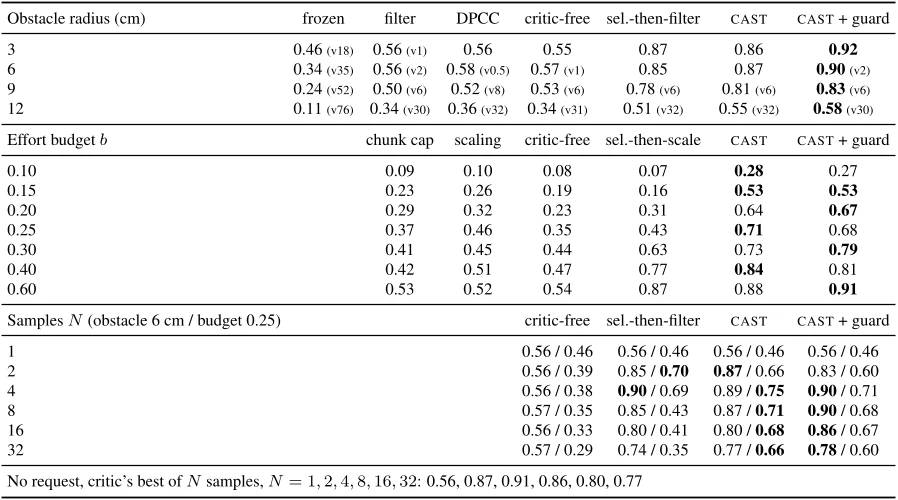 Obstacle radius (cm) frozen filter DPCC critic-free sel.-then-filter CAST CAST + guard
3 0.46 (v18) 0.56 (v1) 0.56 0.55 0.87 0.86 0.92
6 0.34 (v35) 0.56 (v2) 0.58 (v0.5) 0.57 (v1) 0.85 0.87 0.90 (v2)
9 0.24 (v52) 0.50 (v6) 0.52 (v8) 0.53 (v6) 0.78 (v6) 0.81 (v6) 0.83 (v6)
12 0.11 (v76) 0.34 (v30) 0.36 (v32) 0.34 (v31) 0.51 (v32) 0.55 (v32) 0.58 (v30)
Effort budget b chunk cap scaling critic-free sel.-then-scale CAST CAST + guard
0.10 0.09 0.10 0.08 0.07 0.28 0.27
0.15 0.23 0.26 0.19 0.16 0.53 0.53
0.20 0.29 0.32 0.23 0.31 0.64 0.67
0.25 0.37 0.46 0.35 0.43 0.71 0.68
0.30 0.41 0.45 0.44 0.63 0.73 0.79
0.40 0.42 0.51 0.47 0.77 0.84 0.81
0.60 0.53 0.52 0.54 0.87 0.88 0.91
Samples N (obstacle 6 cm / budget 0.25) critic-free sel.-then-filter CAST CAST + guard
1 0.56 / 0.46 0.56 / 0.46 0.56 / 0.46 0.56 / 0.46
2 0.56 / 0.39 0.85 / 0.70 0.87 / 0.66 0.83 / 0.60
4 0.56 / 0.38 0.90 / 0.69 0.89 / 0.75 0.90 / 0.71
8 0.57 / 0.35 0.85 / 0.43 0.87 / 0.71 0.90 / 0.68
16 0.56 / 0.33 0.80 / 0.41 0.80 / 0.68 0.86 / 0.67
32 0.57 / 0.29 0.74 / 0.35 0.77 / 0.66 0.78 / 0.60
No request, critic's best of N samples, N = 1, 2, 4, 8, 16, 32: 0.56, 0.87, 0.91, 0.86, 0.80, 0.77